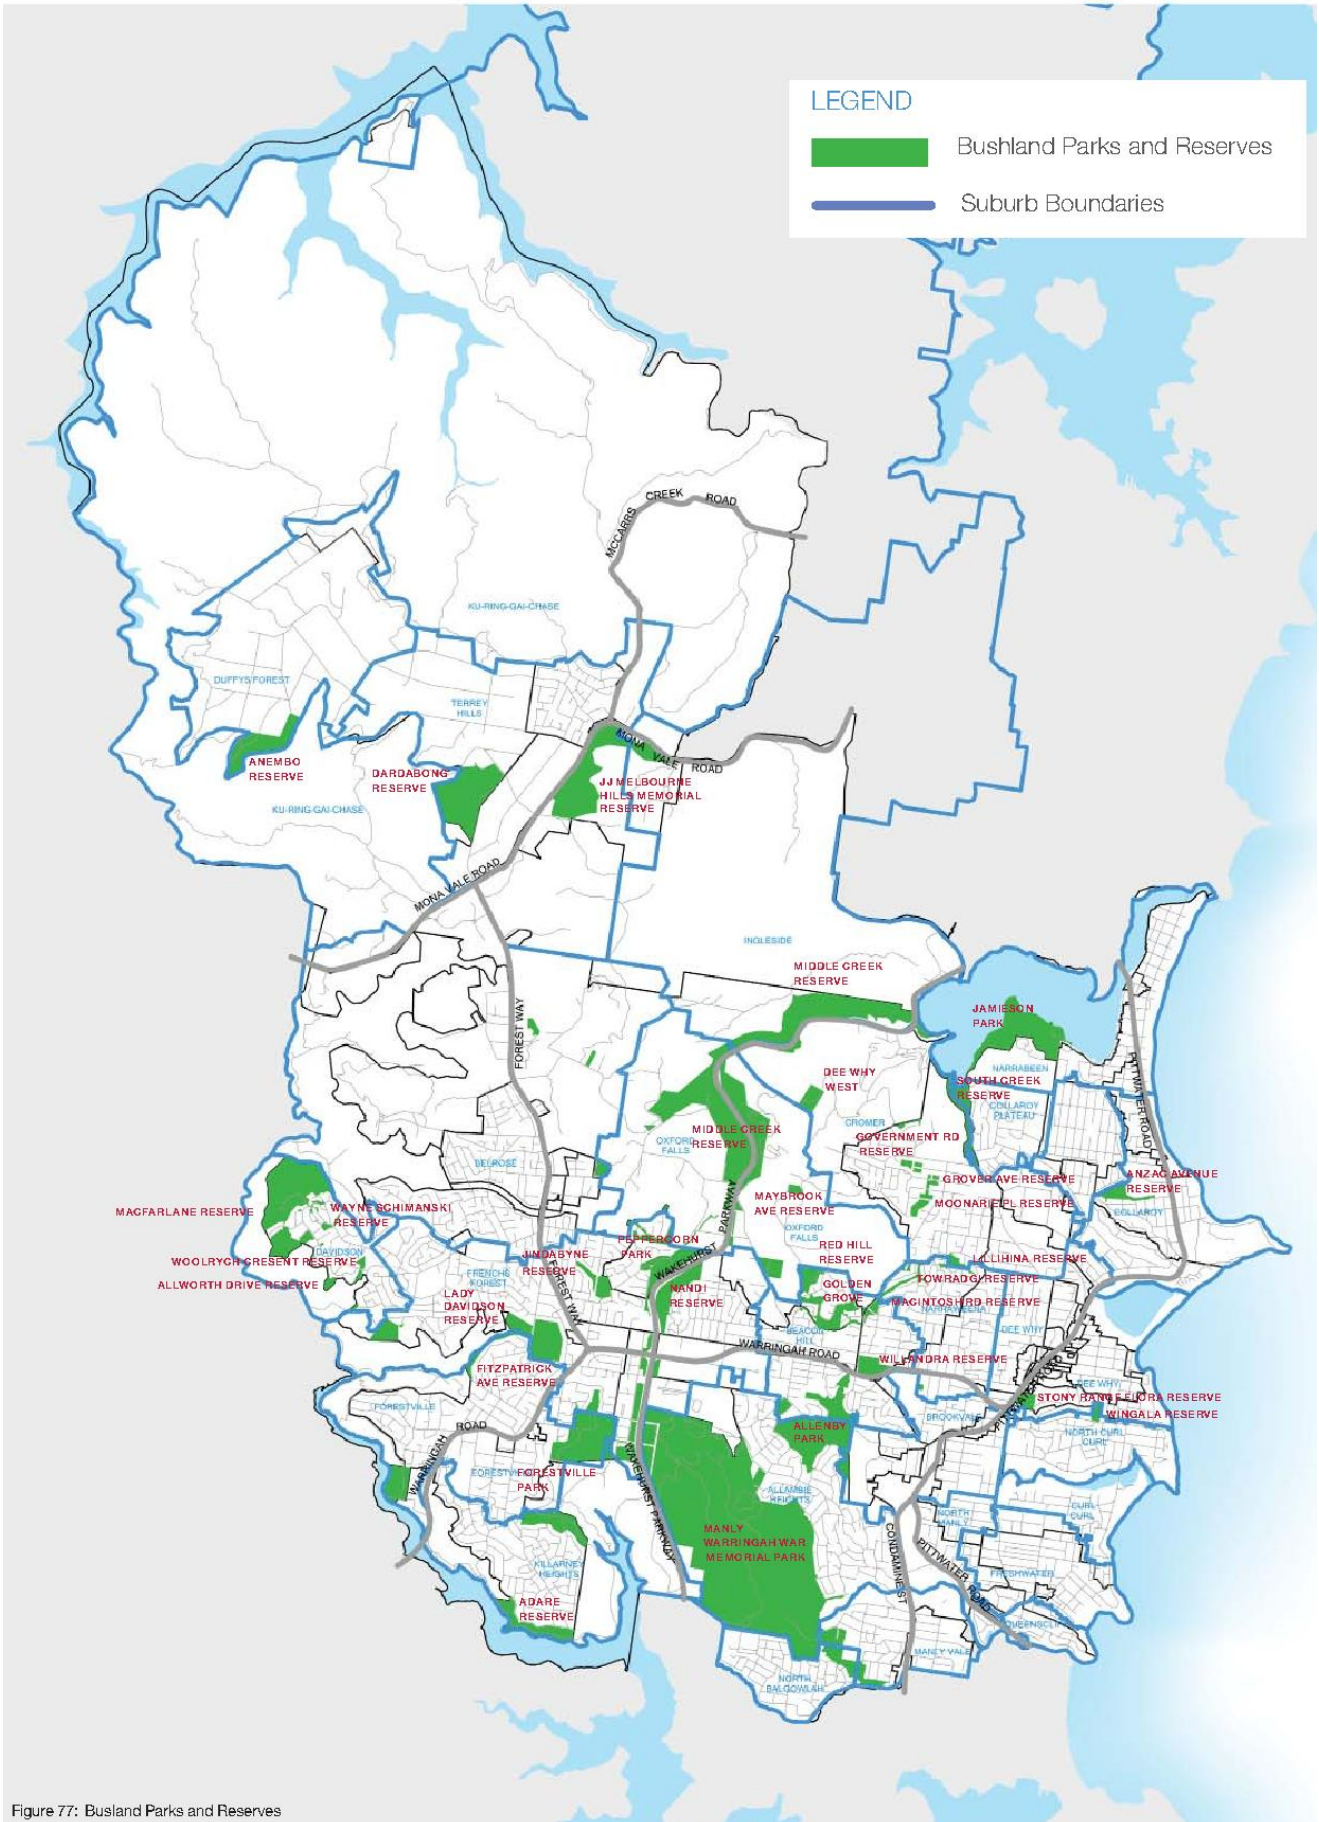 LEGEND
Bushland Parks and Reserves
Suburb Boundaries
MCCARRS
CREEK
ROAD
KU-RING-GAI-CHASE
DUFFYS FOREST
TERREY
HILLS
MONA
VALE
ROAD
ANEMBO
RESERVE
DARDABONG
RESERVE
JJ MELBOURNE
HILLS MEMORIAL
RESERVE
KU-RING-GAI-CHASE
MONA VALE ROAD
INGLESIDE
MIDDLE CREEK
RESERVE
JAMIESON
PARK
FOREST WAY
PITTWATER ROAD
NARRABEEN
DEE WHY
WEST
SOUTH CREEK
RESERVE
COLLAROY
PLATEAU
CROMER
MIDDLE CREEK
RESERVE
OXFORD
FALLS
GOVERNMENT RD
RESERVE
BELROSE
GROVER AVE RESERVE
ANZAC AVENUE
RESERVE
MACFARLANE RESERVE
WAYNE SCHIMANSKI
RESERVE
MAYBROOK
AVE RESERVE
MOONARIE PL RESERVE
COLLAROY
PARKWAY
OXFORD
FALLS
PEPPERCORN
PARK
WAKEHURST
RED HILL
RESERVE
DAVIDSON
WOOLRYCH CRESENT RESERVE
JINDABYNE
RESERVE
LILLIHINA RESERVE
FRENCHS
FOREST
FOREST WAY
ALLWORTH DRIVE RESERVE
NANDI
RESERVE
GOLDEN
GROVE
TOWRADGI RESERVE
LADY
DAVIDSON
RESERVE
MACINTOSH RD RESERVE
NARRAWEENA
BEACON
HILL
DEE WHY
WARRINGAH ROAD
WILLANDRA RESERVE
FITZPATRICK
AVE RESERVE
DEE WHY
STONY RANGE FLORA RESERVE
FORESTVILLE
WARRINGAH
ROAD
BROOKVALE
WINGALA RESERVE
ALLENBY
PARK
NORTH CURL
CURL
FORESTVILLE
PARK
WAKEHURST PARKWAY
ALLAMBIE
HEIGHTS
CURL
CURL
NORTH
MANLY
MANLY
WARRINGAH WAR
MEMORIAL PARK
CONDAMINE ST
PITTWATER ROAD
KILLARNEY
HEIGHTS
FRESHWATER
ADARE
RESERVE
QUEENSCLIFF
MANLY VALE
NORTH
BALGOWLAH
Figure 77: Busland Parks and Reserves